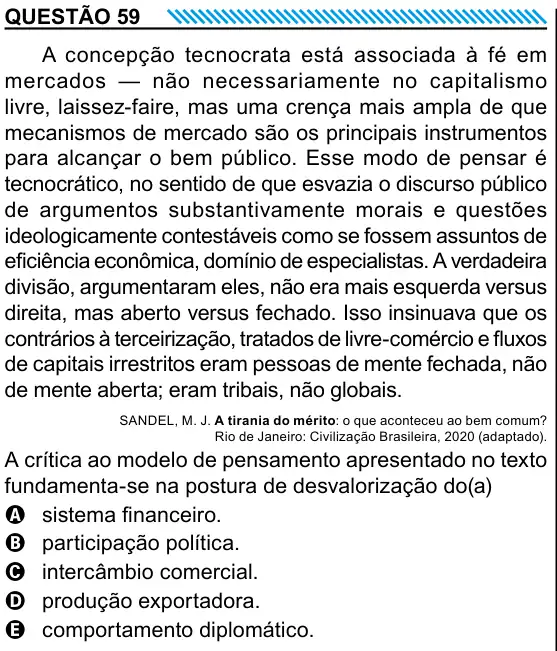 QUESTÃO 59
A concepção tecnocrata está associada à fé em
mercados — não necessariamente no capitalismo
livre, laissez-faire, mas uma crença mais ampla de que
mecanismos de mercado são os principais instrumentos
para alcançar o bem público. Esse modo de pensar é
tecnocrático, no sentido de que esvazia o discurso público
de argumentos substantivamente morais e questões
ideologicamente contestáveis como se fossem assuntos de
eficiência econômica, domínio de especialistas. A verdadeira
divisão, argumentaram eles, não era mais esquerda versus
direita, mas aberto versus fechado. Isso insinuava que os
contrários à terceirização, tratados de livre-comércio e fluxos
de capitais irrestritos eram pessoas de mente fechada, não
de mente aberta; eram tribais, não globais.
SANDEL, M. J. A tirania do mérito: o que aconteceu ao bem comum?
Rio de Janeiro: Civilização Brasileira, 2020 (adaptado).
A crítica ao modelo de pensamento apresentado no texto
fundamenta-se na postura de desvalorização do(a)
A sistema financeiro.
B participação política.
C intercâmbio comercial.
D produção exportadora.
E comportamento diplomático.